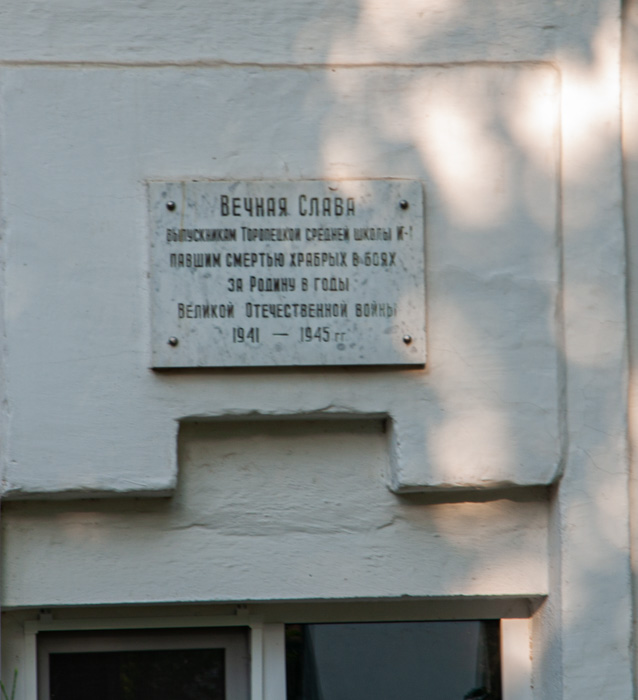 Вечная Слава
выпускникам Торопецкой средней школы №-1
павшим смертью храбрых в боях
за Родину в годы
Великой Отечественной войны
1941 — 1945 гг.